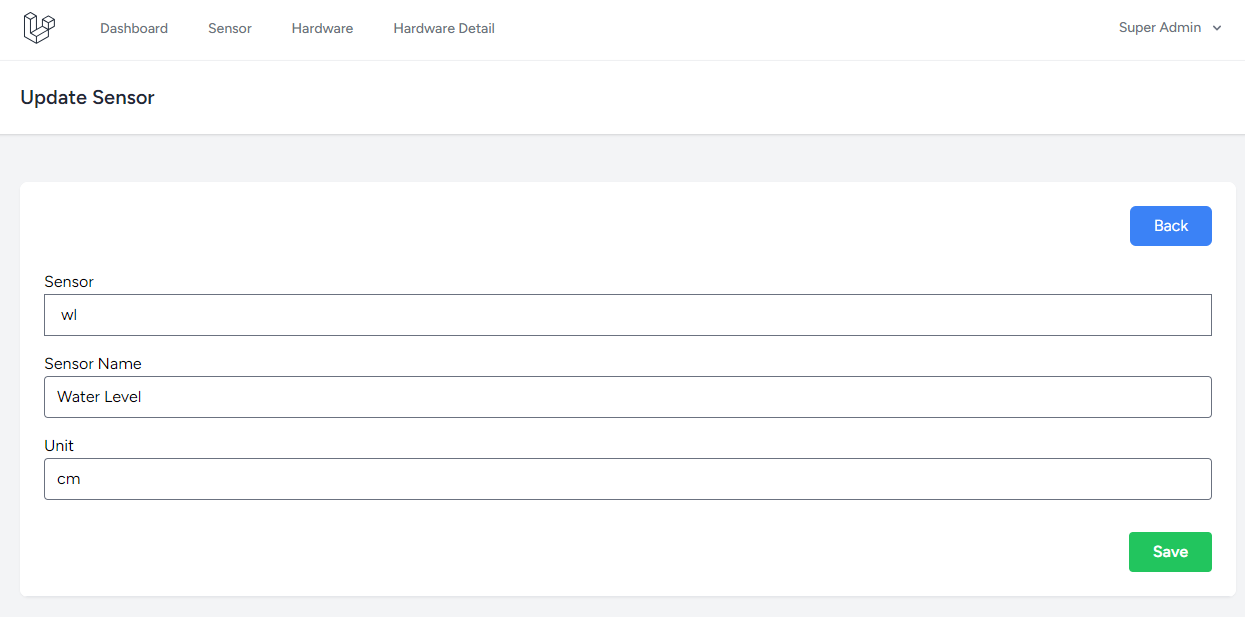 Dashboard Sensor Hardware Hardware Detail Super Admin
Update Sensor
Back
Sensor
wl
Sensor Name
Water Level
Unit
cm
Save